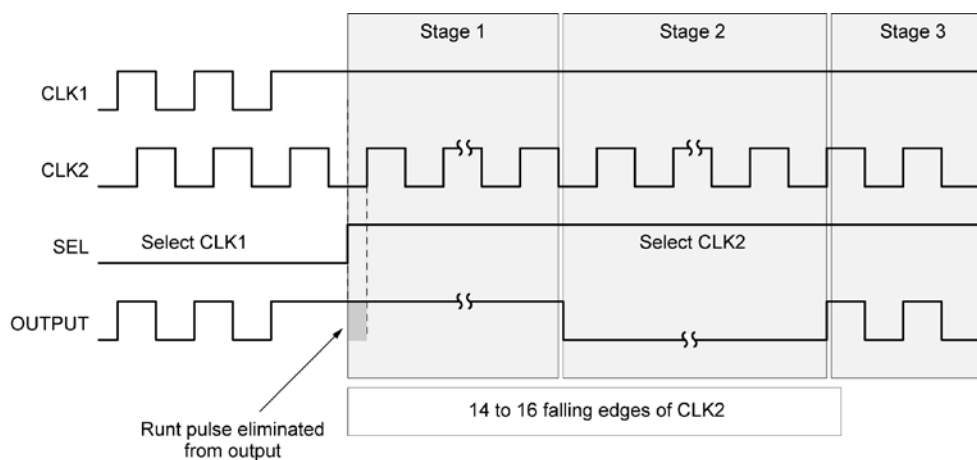 Stage 1
Stage 2
Stage 3
CLK1
CLK2
SEL
Select CLK1
Select CLK2
OUTPUT
Runt pulse eliminated
from output
14 to 16 falling edges of CLK2